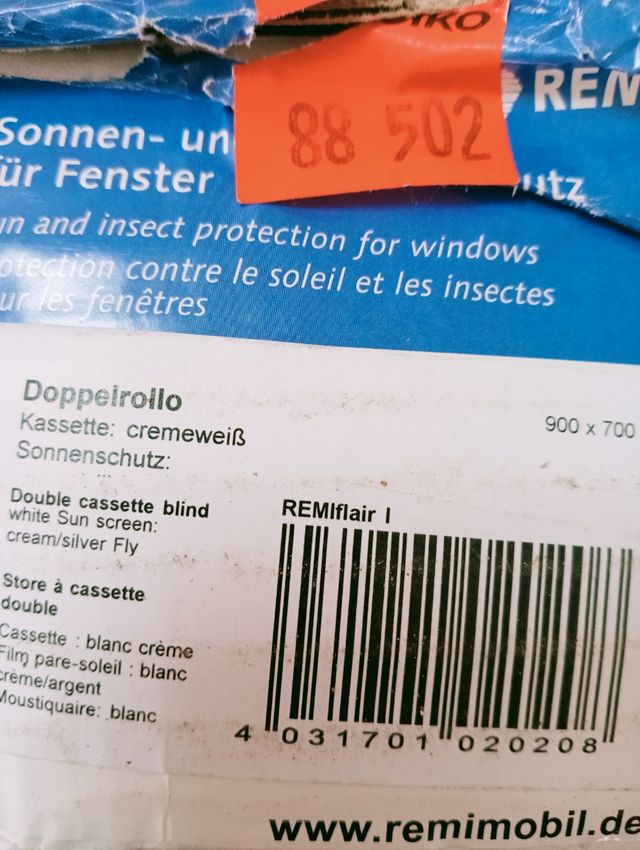 IKO
REM
88 502
Sonnen- un
ür Fenster
utz
un and insect protection for windows
otection contre le soleil et les insectes
ur les fenêtres
Doppelrollo
Kassette: cremeweiß
Sonnenschutz:
900 x 700
Double cassette blind
white Sun screen:
cream/silver Fly
REMIflair I
Store à cassette
double
Cassette : blanc crème
Film pare-soleil : blanc
crème/argent
Moustiquaire: blanc
4 031701 020208
www.remimobil.de